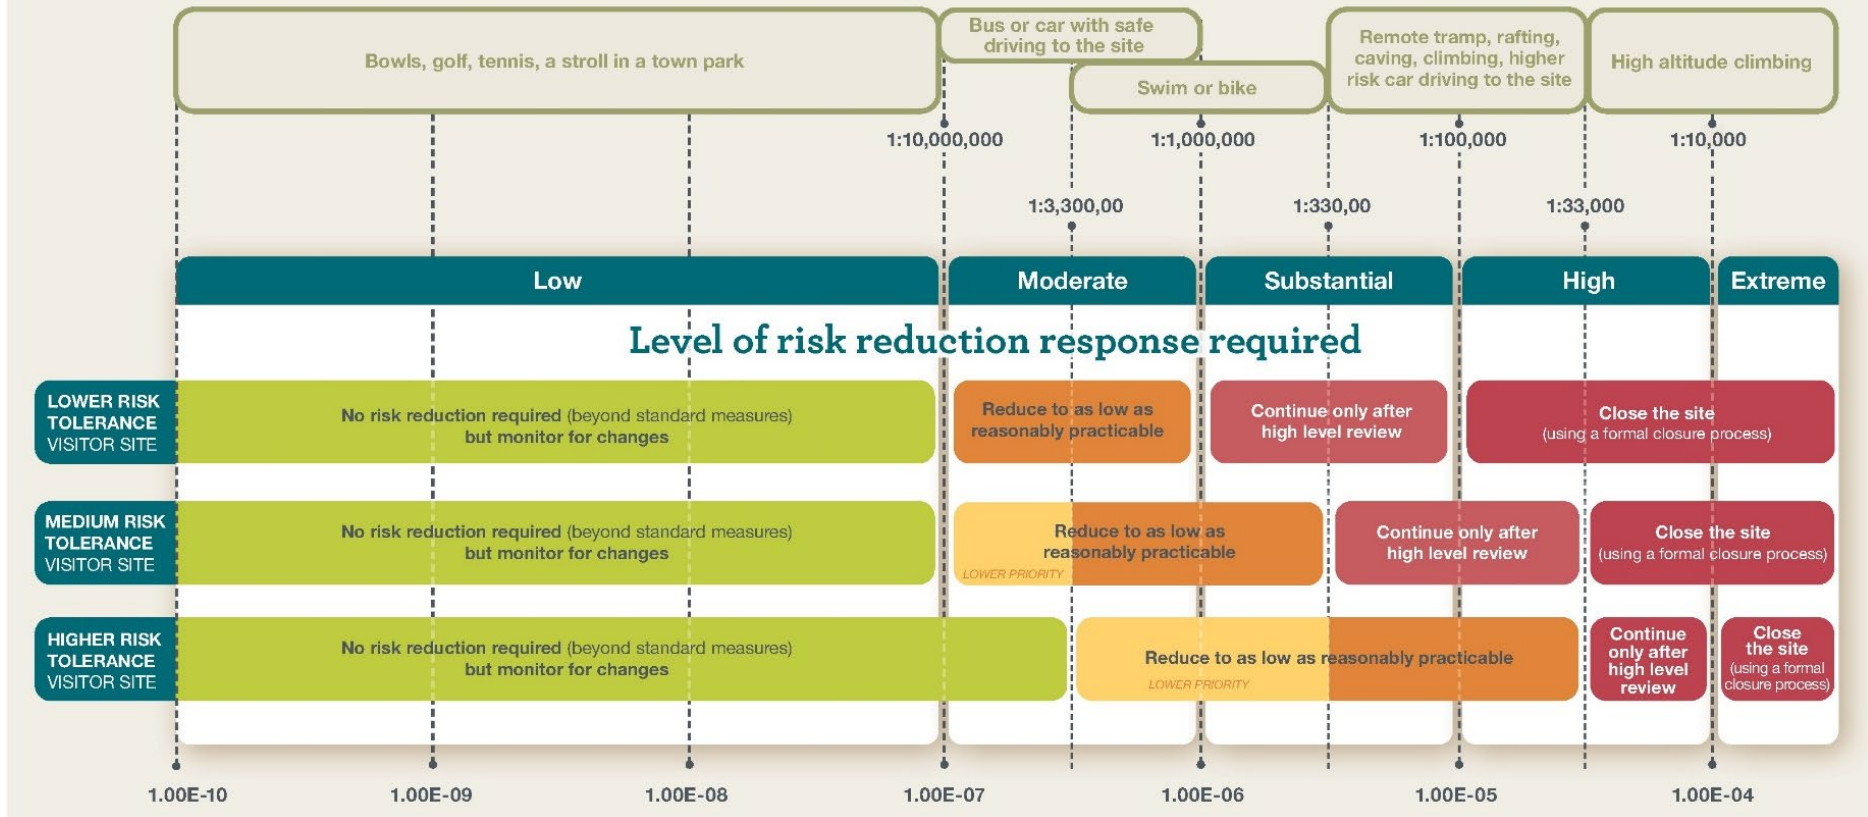 Bowls, golf, tennis, a stroll in a town park
Bus or car with safe
driving to the site
Swim or bike
Remote tramp, rafting,
caving, climbing, higher
risk car driving to the site
High altitude climbing
1:10,000,000
1:1,000,000
1:100,000
1:10,000
1:3,300,00
1:330,00
1:33,000
Low
Moderate
Substantial
High
Extreme
Level of risk reduction response required
LOWER RISK
TOLERANCE
VISITOR SITE
No risk reduction required (beyond standard measures)
but monitor for changes
Reduce to as low as
reasonably practicable
Continue only after
high level review
Close the site
(using a formal closure process)
MEDIUM RISK
TOLERANCE
VISITOR SITE
No risk reduction required (beyond standard measures)
but monitor for changes
Reduce to as low as
reasonably practicable
LOWER PRIORITY
Continue only after
high level review
Close the site
(using a formal closure process)
HIGHER RISK
TOLERANCE
VISITOR SITE
No risk reduction required (beyond standard measures)
but monitor for changes
Reduce to as low as reasonably practicable
LOWER PRIORITY
Continue
only after
high level
review
Close
the site
(using a formal
closure process)
1.00E-10
1.00E-09
1.00E-08
1.00E-07
1.00E-06
1.00E-05
1.00E-04